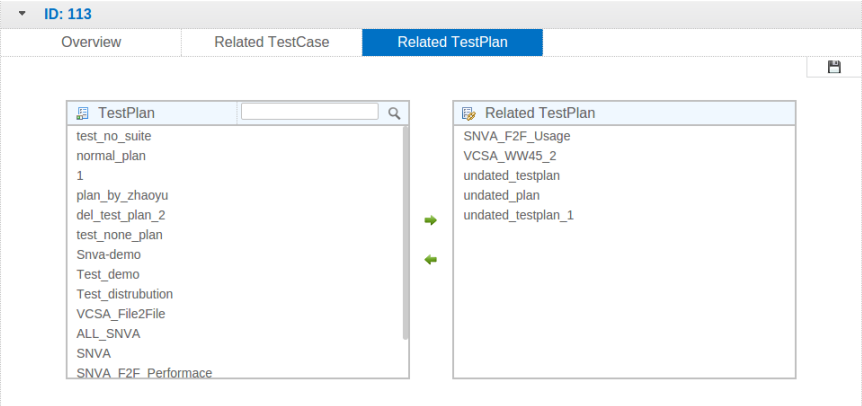 ID: 113
Overview
Related TestCase
Related TestPlan
TestPlan
test_no_suite
normal_plan
1
plan_by_zhaoyu
del_test_plan_2
test_none_plan
Snva-demo
Test_demo
Test_distrubution
VCSA_File2File
ALL_SNVA
SNVA
SNVA_F2F_Performace
Related TestPlan
SNVA_F2F_Usage
VCSA_WW45_2
undated_testplan
undated_plan
undated_testplan_1